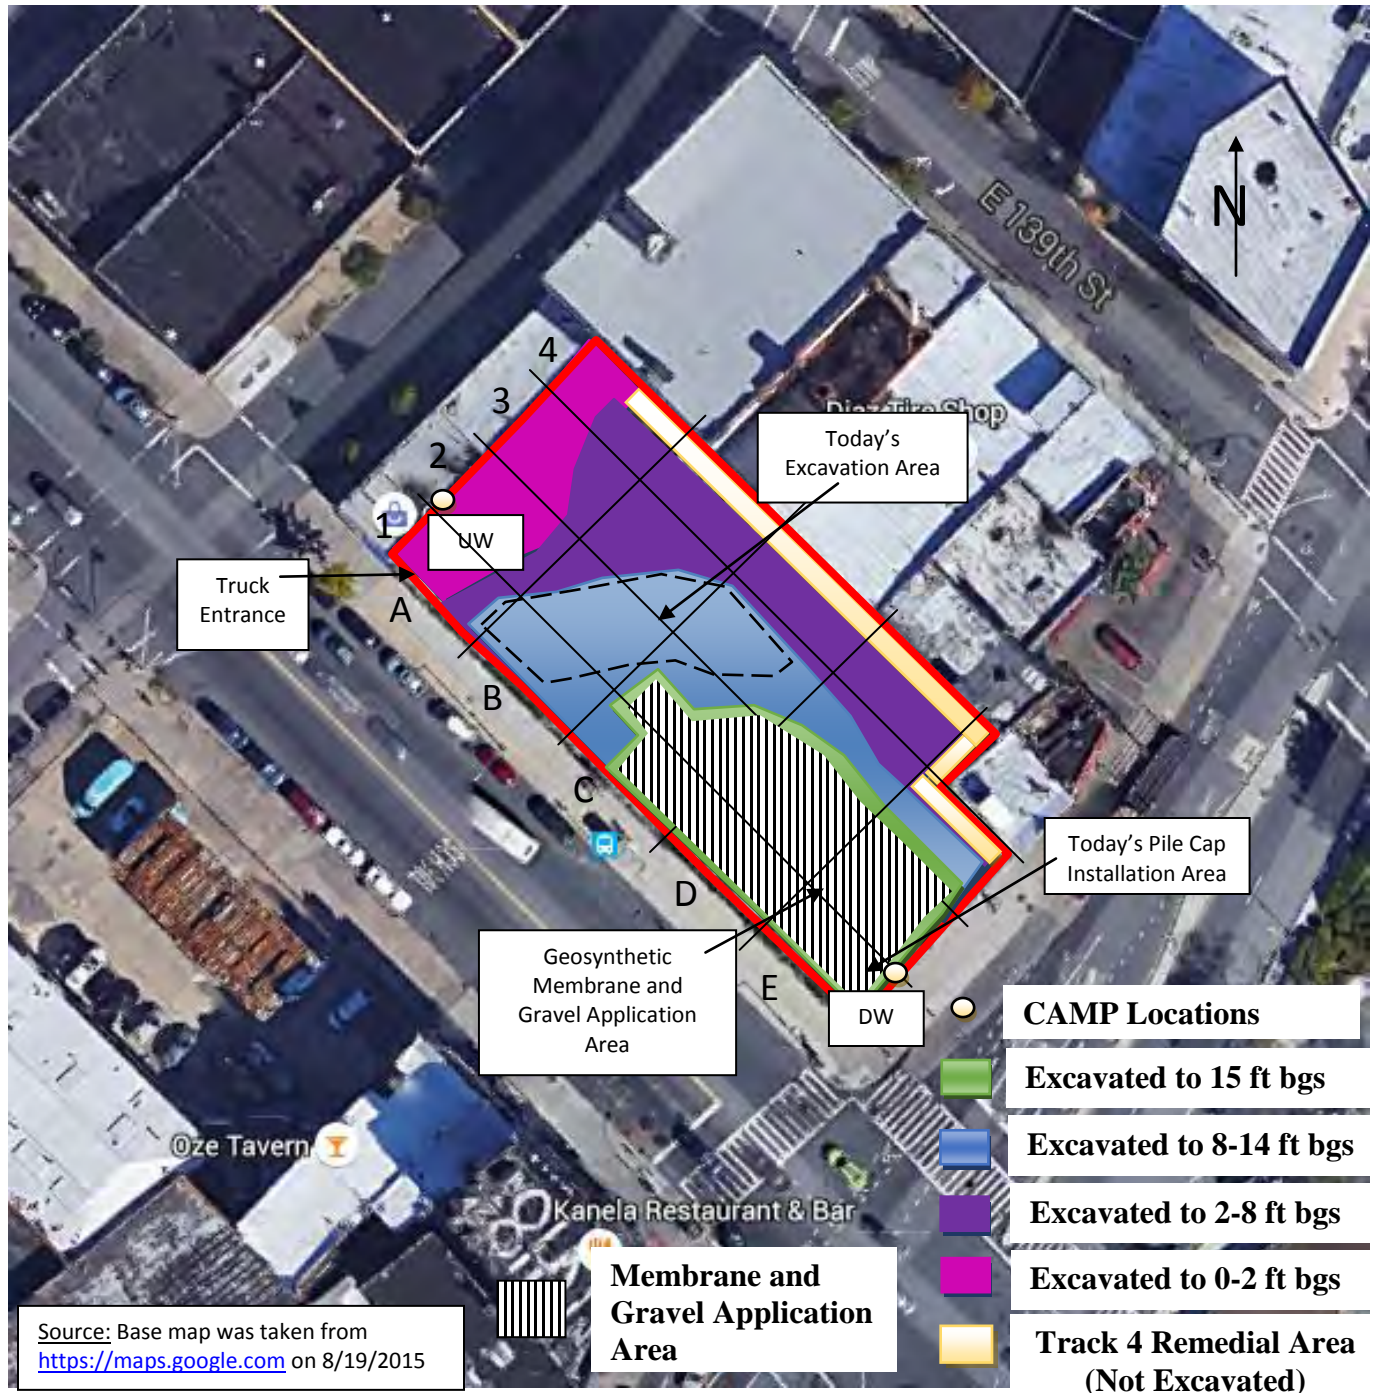 E 139th St
N
4
3
2
1
Diaz Tire Shop
Today's
Excavation Area
UW
Truck
Entrance
A
B
C
D
E
Today's Pile Cap
Installation Area
Geosynthetic
Membrane and
Gravel Application
Area
DW
CAMP Locations
Excavated to 15 ft bgs
Excavated to 8-14 ft bgs
Excavated to 2-8 ft bgs
Excavated to 0-2 ft bgs
Track 4 Remedial Area
(Not Excavated)
Oze Tavern
Kanela Restaurant & Bar
Membrane and
Gravel Application
Area
Source: Base map was taken from
https://maps.google.com on 8/19/2015